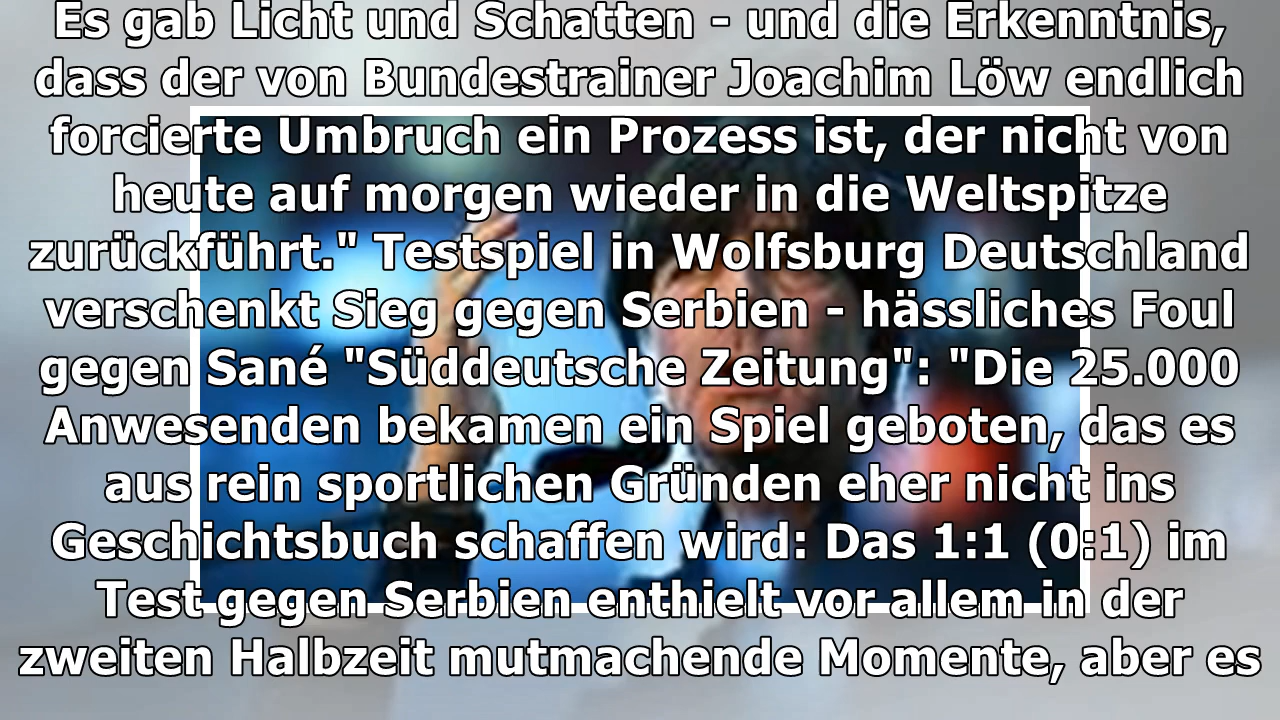 Es gab Licht und Schatten - und die Erkenntnis,
dass der von Bundestrainer Joachim Löw endlich
forcierte Umbruch ein Prozess ist, der nicht von
heute auf morgen wieder in die Weltspitze
zurückführt." Testspiel in Wolfsburg Deutschland
verschenkt Sieg gegen Serbien - hässliches Foul
gegen Sané "Süddeutsche Zeitung": "Die 25.000
Anwesenden bekamen ein Spiel geboten, das es
aus rein sportlichen Gründen eher nicht ins
Geschichtsbuch schaffen wird: Das 1:1 (0:1) im
Test gegen Serbien enthielt vor allem in der
zweiten Halbzeit mutmachende Momente, aber es